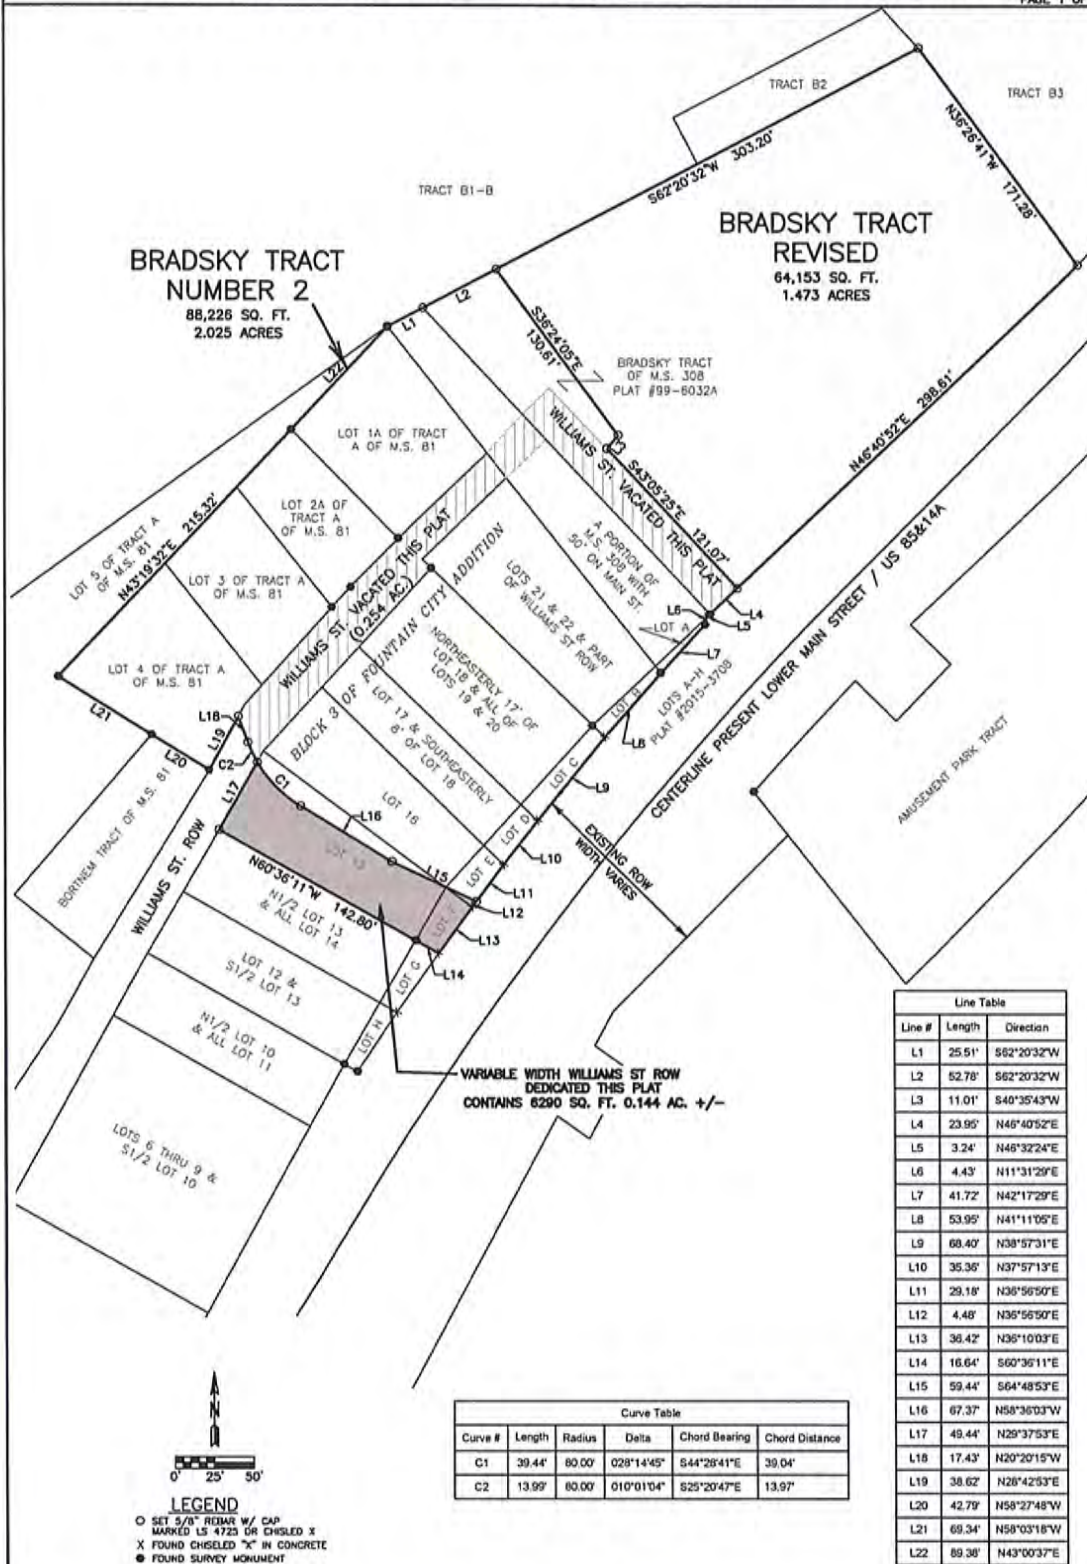 TRACT B2
TRACT B3
N36°26'41"W 171.28'
S62°20'32"W 303.20'
TRACT B1-B
BRADSKY TRACT
REVISED
64,153 SQ. FT.
1.473 ACRES
BRADSKY TRACT
NUMBER 2
88,226 SQ. FT.
2.025 ACRES
L1
L2
L22
S36°24'05"E
130.61'
BRADSKY TRACT
OF M.S. 308
PLAT #99-6032A
L3
WILLIAMS ST. VACATED THIS PLAT
S43°05'25"E 121.07'
N46°40'52"E 298.61'
LOT 1A OF TRACT
A OF M.S. 81
LOT 2A OF
TRACT A
OF M.S. 81
LOT 3 OF TRACT A
OF M.S. 81
LOT 4 OF TRACT A
OF M.S. 81
LOT 5 OF TRACT A
OF M.S. 81
N43°19'32"E 215.32'
WILLIAMS ST. VACATED THIS PLAT
(0.254 AC.)
BLOCK 3 OF FOUNTAIN CITY ADDITION
A PORTION OF
M.S. 308 WITH
50' ON MAIN ST.
LOTS 21 & 22 & PART
OF WILLIAMS ST ROW
NORTHEASTERLY 17' OF
LOT 18 & ALL OF
LOTS 19 & 20
LOT 17 & SOUTHEASTERLY
8' OF LOT 18
LOT 16
LOT 15
L4
L5
L6
LOT A
L7
LOT B
LOTS A-H
PLAT #2015-3708
L8
LOT C
L9
LOT D
L10
LOT E
L11
L12
LOT F
L13
L14
LOT G
LOT H
CENTERLINE PRESENT LOWER MAIN STREET / US 85&14A
EXISTING ROW
WIDTH VARIES
AMUSEMENT PARK TRACT
L21
L20
L19
L18
C2
L17
C1
L16
L15
BORTNEM TRACT OF M.S. 81
WILLIAMS ST. ROW
N60°36'11"W 142.80'
N1/2 LOT 13
& ALL LOT 14
LOT 12 &
S1/2 LOT 13
N1/2 LOT 10
& ALL LOT 11
LOTS 6 THRU 9 &
S1/2 LOT 10
VARIABLE WIDTH WILLIAMS ST ROW
DEDICATED THIS PLAT
CONTAINS 6290 SQ. FT. 0.144 AC. +/-
Line Table
Line # Length Direction
L1 25.51' S62°20'32"W
L2 52.78' S62°20'32"W
L3 11.01' S40°35'43"W
L4 23.95' N46°40'52"E
L5 3.24' N46°32'24"E
L6 4.43' N11°31'29"E
L7 41.72' N42°17'29"E
L8 53.95' N41°11'05"E
L9 68.40' N38°57'31"E
L10 35.36' N37°57'13"E
L11 29.18' N36°56'50"E
L12 4.48' N36°56'50"E
L13 36.42' N36°10'03"E
L14 16.64' S60°36'11"E
L15 59.44' S64°48'53"E
L16 67.37' N58°36'03"W
L17 49.44' N29°37'53"E
L18 17.43' N20°20'15"W
L19 38.62' N28°42'53"E
L20 42.79' N58°27'48"W
L21 69.34' N58°03'18"W
L22 89.38' N43°00'37"E
Curve Table
Curve # Length Radius Delta Chord Bearing Chord Distance
C1 39.44' 80.00' 028°14'45" S44°28'41"E 39.04'
C2 13.99' 80.00' 010°01'04" S25°20'47"E 13.97'
N
0' 25' 50'
LEGEND
SET 5/8" REBAR W/ CAP
MARKED LS 4725 OR CHISLED X
X FOUND CHISELED "X" IN CONCRETE
FOUND SURVEY MONUMENT